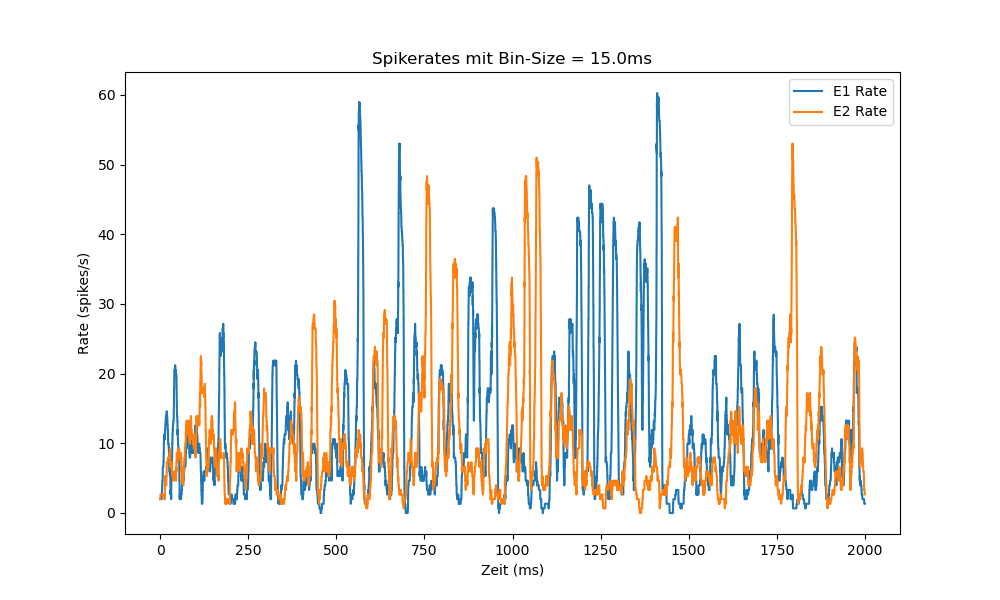 Spikerates mit Bin-Size = 15.0ms
E1 Rate
E2 Rate
60
50
40
30
20
10
0
Rate (spikes/s)
0 250 500 750 1000 1250 1500 1750 2000
Zeit (ms)